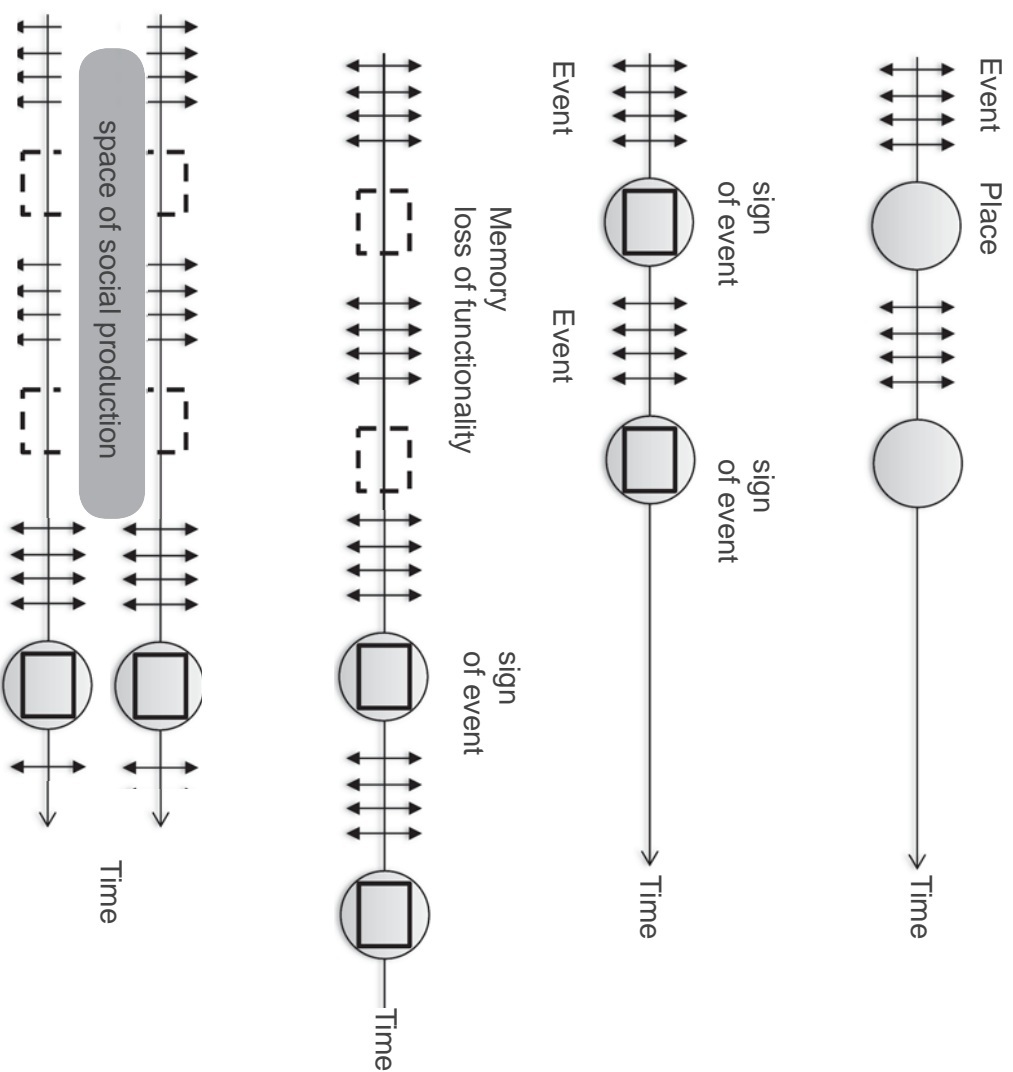 Event
Place
Time
sign
of event
sign
of event
Event
Event
Time
Memory
loss of functionality
sign
of event
Time
space of social production
Time